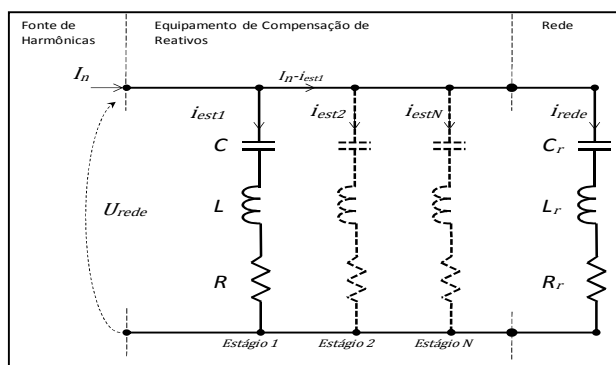 Fonte de
Harmônicas
Equipamento de Compensação de
Reativos
Rede
In
In-iest1
iest1
iest2
iestN
irede
C
Cr
L
Lr
Urede
R
Rr
Estágio 1
Estágio 2
Estágio N